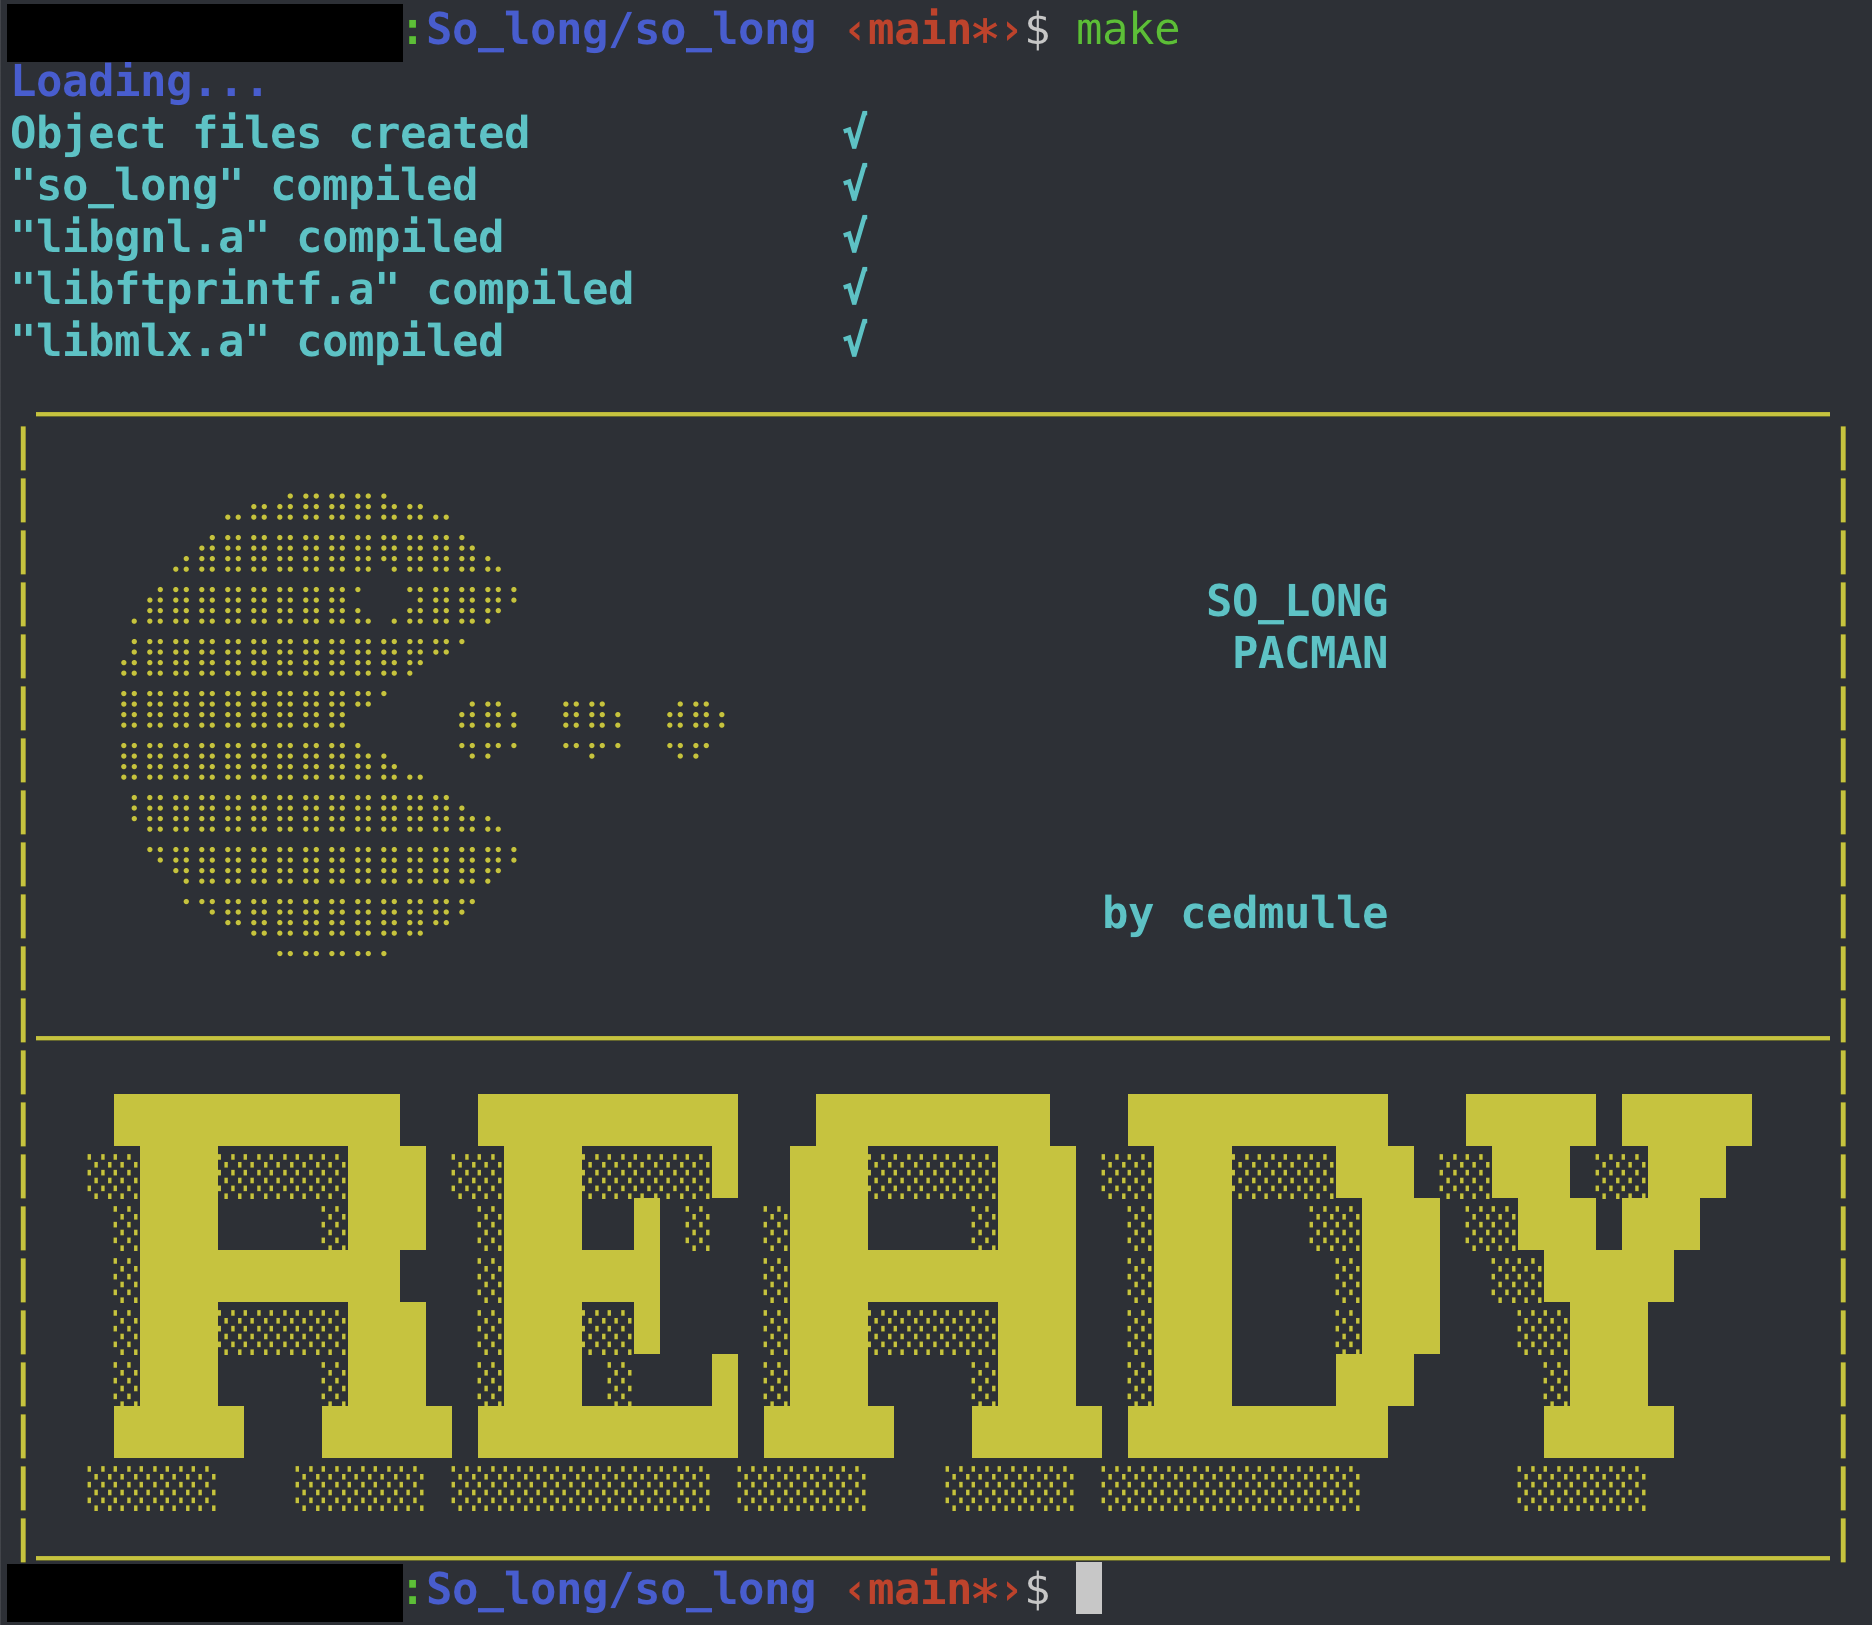 :So_long/so_long ‹main*›$ make
Loading...
Object files created √
"so_long" compiled √
"libgnl.a" compiled √
"libftprintf.a" compiled √
"libmlx.a" compiled √
SO_LONG
PACMAN
by cedmulle
READY
:So_long/so_long ‹main*›$